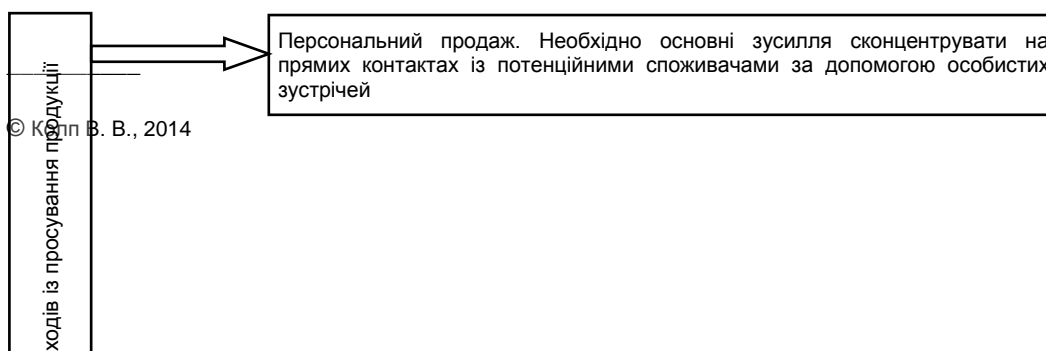 Персональний продаж. Необхідно основні зусилля сконцентрувати на
прямих контактах із потенційними споживачами за допомогою особистих
зустрічей
© Колп В. В., 2014
ходів із просування продукції